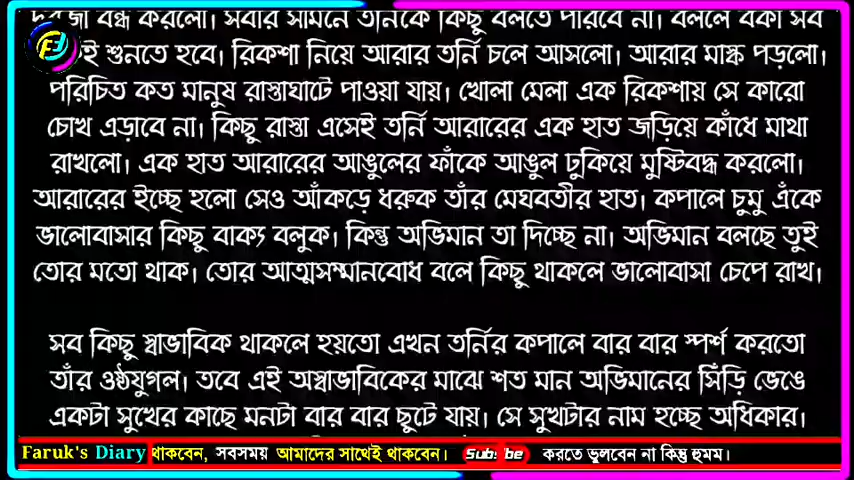 বন্ধ করলো। সবার সামনে তানকে কিছু বলতে পারবে না। বললে বকা সব
শুনতে হবে। রিকশা নিয়ে আরার তর্নি চলে আসলো। আরার মাস্ক পড়লো।
পরিচিত কত মানুষ রাস্তাঘাটে পাওয়া যায়। খোলা মেলা এক রিকশায় সে কারো
চোখ এড়াবে না। কিছু রাস্তা এসেই তর্নি আরারের এক হাত জড়িয়ে কাঁধে মাথা
রাখলো। এক হাত আরারের আঙুলের ফাঁকে আঙুল ঢুকিয়ে মুষ্টিবদ্ধ করলো।
আরারের ইচ্ছে হলো সেও আঁকড়ে ধরুক তাঁর মেঘবতীর হাত। কপালে চুমু এঁকে
ভালোবাসার কিছু বাক্য বলুক। কিন্তু অভিমান তা দিচ্ছে না। অভিমান বলছে তুই
তোর মতো থাক। তোর আত্মসম্মানবোধ বলে কিছু থাকলে ভালোবাসা চেপে রাখ।
সব কিছু স্বাভাবিক থাকলে হয়তো এখন তর্নির কপালে বার বার স্পর্শ করতো
তাঁর ওষ্ঠযুগল। তবে এই অস্বাভাবিকের মাঝে শত মান অভিমানের সিঁড়ি ভেঙে
একটা সুখের কাছে মনটা বার বার ছুটে যায়। সে সুখটার নাম হচ্ছে অধিকার।
Faruk's Diary থাকবেন, সবসময় আমাদের সাথেই থাকবেন। করতে ভুলবেন না কিন্তু হুমম।